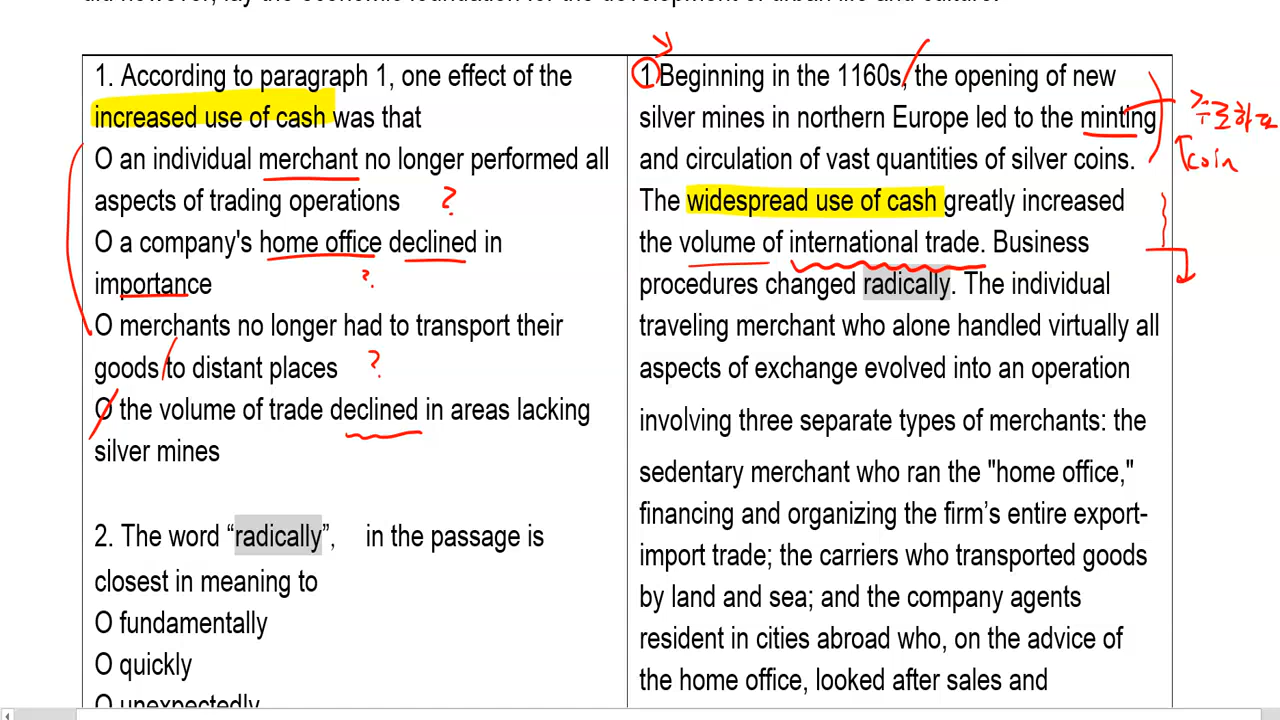 1. According to paragraph 1, one effect of the
increased use of cash was that
O an individual merchant no longer performed all
aspects of trading operations ?
O a company's home office declined in
importance ?
O merchants no longer had to transport their
goods to distant places ?
O the volume of trade declined in areas lacking
silver mines
2. The word “radically”, in the passage is
closest in meaning to
O fundamentally
O quickly
O unexpectedly
1 Beginning in the 1160s, the opening of new
silver mines in northern Europe led to the minting
and circulation of vast quantities of silver coins.
The widespread use of cash greatly increased
the volume of international trade. Business
procedures changed radically. The individual
traveling merchant who alone handled virtually all
aspects of exchange evolved into an operation
involving three separate types of merchants: the
sedentary merchant who ran the "home office,"
financing and organizing the firm’s entire export-
import trade; the carriers who transported goods
by land and sea; and the company agents
resident in cities abroad who, on the advice of
the home office, looked after sales and
coin